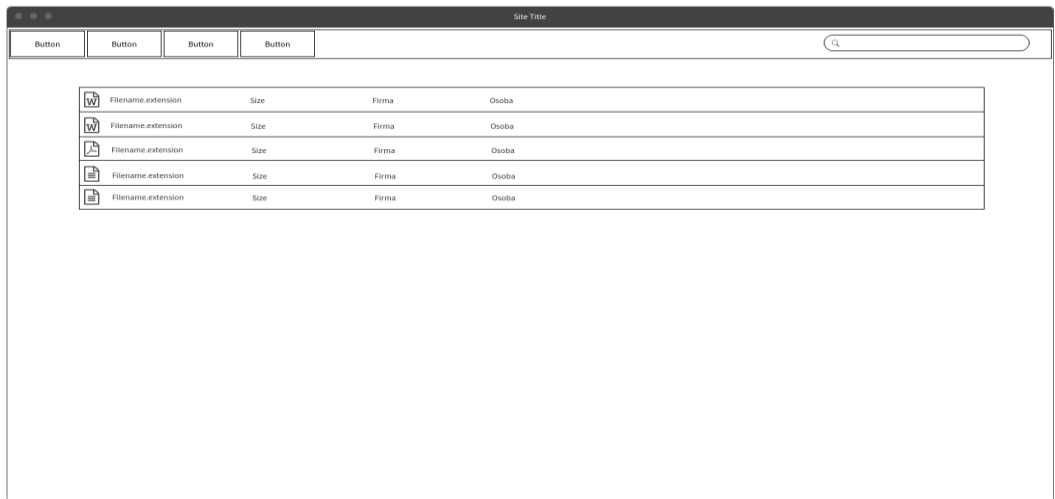 Site Title
Button Button Button Button
W Filename.extension Size Firma Osoba
W Filename.extension Size Firma Osoba
Filename.extension Size Firma Osoba
Filename.extension Size Firma Osoba
Filename.extension Size Firma Osoba